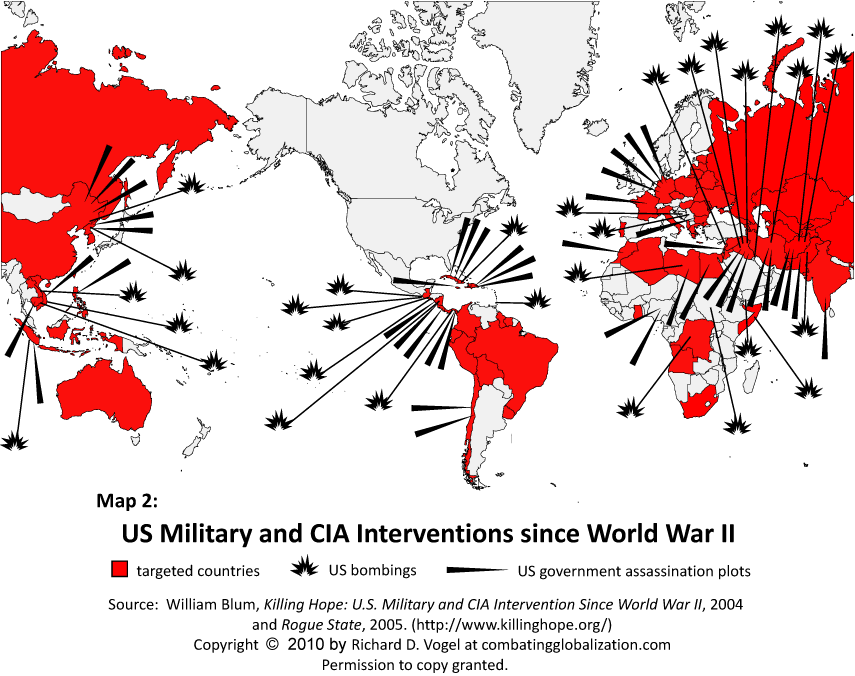 Map 2:
US Military and CIA Interventions since World War II
targeted countries US bombings US government assassination plots
Source: William Blum, Killing Hope: U.S. Military and CIA Intervention Since World War II, 2004
and Rogue State, 2005. (http://www.killinghope.org/)
Copyright © 2010 by Richard D. Vogel at combatingglobalization.com
Permission to copy granted.